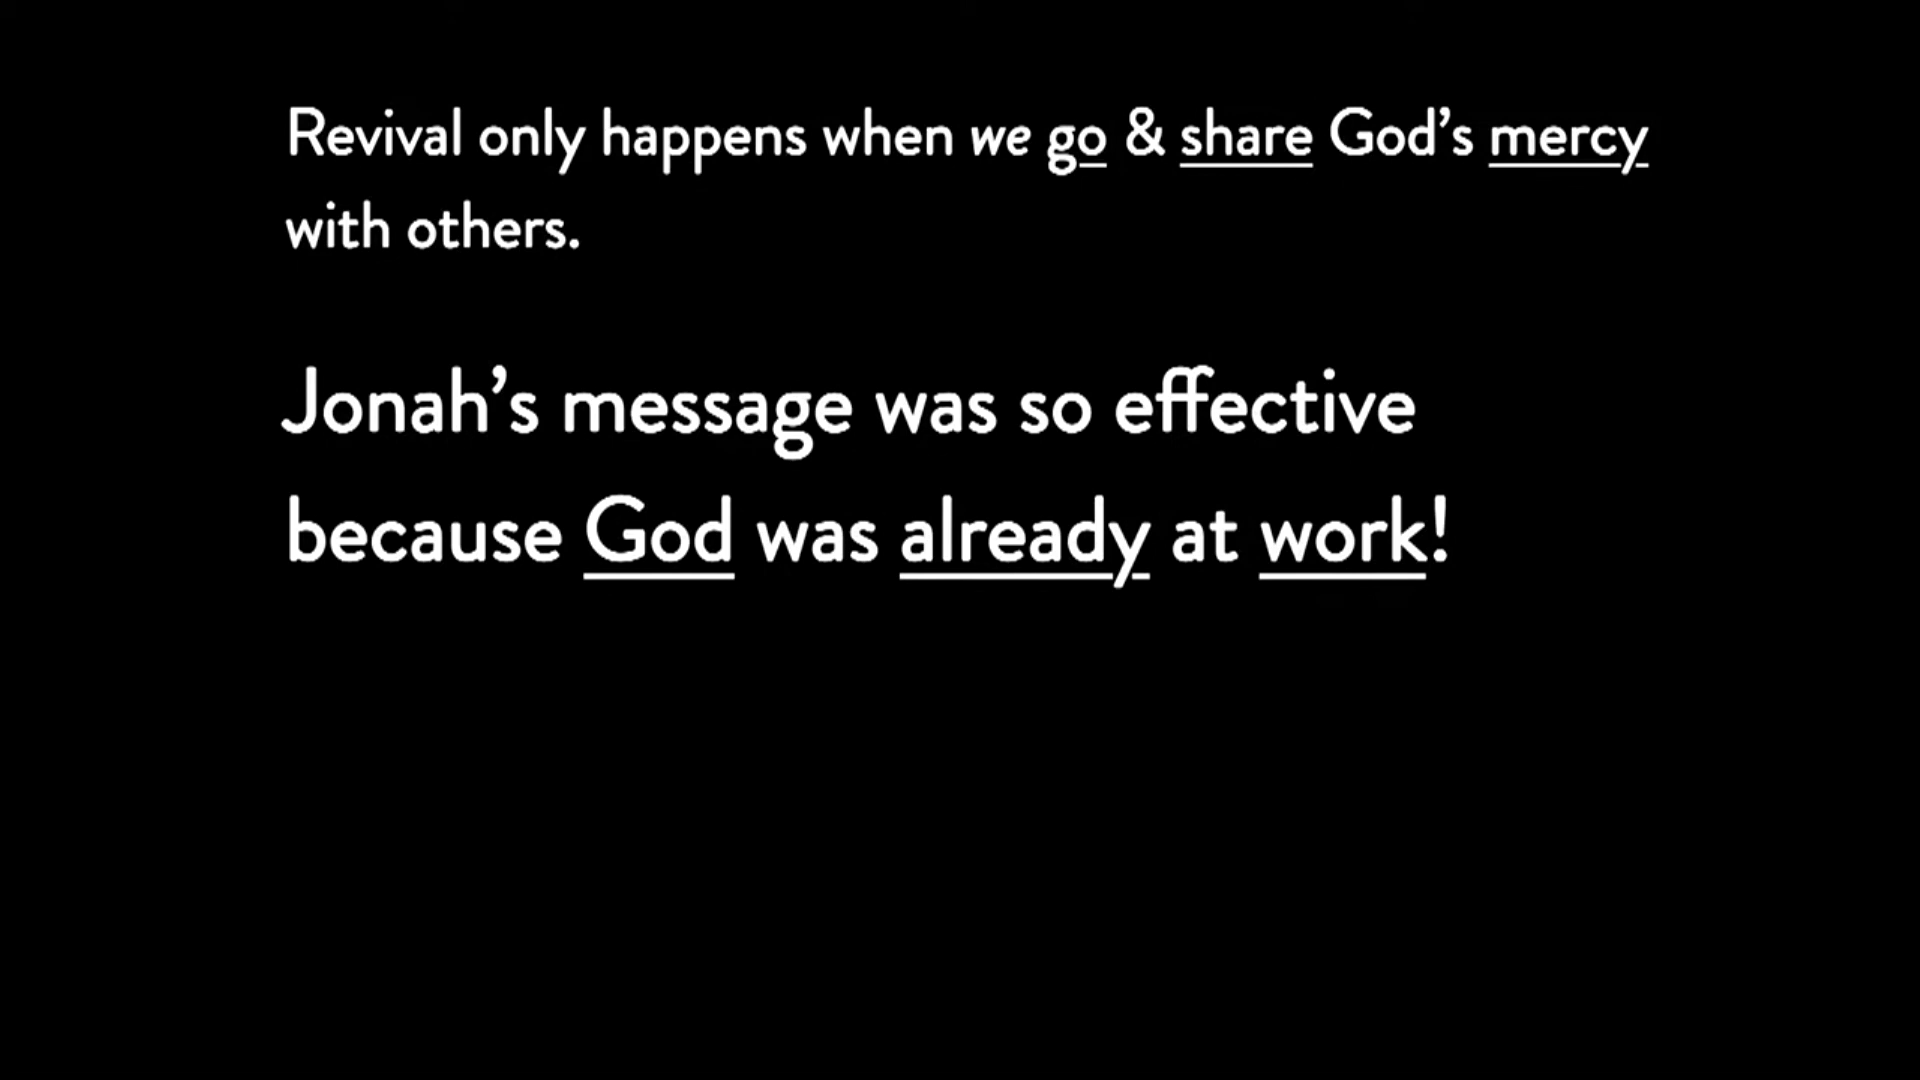 Revival only happens when we go & share God’s mercy
with others.
Jonah’s message was so effective
because God was already at work!